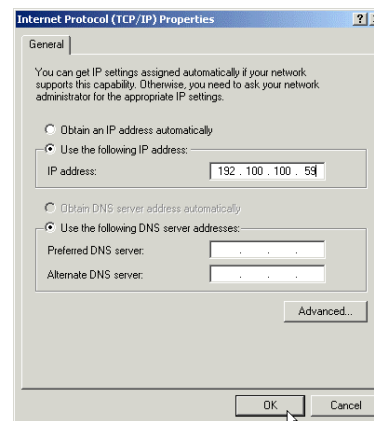 Internet Protocol (TCP/IP) Properties
General
You can get IP settings assigned automatically if your network
supports this capability. Otherwise, you need to ask your network
administrator for the appropriate IP settings.
Obtain an IP address automatically
Use the following IP address:
IP address: 192 . 100 . 100 . 59
Obtain DNS server address automatically
Use the following DNS server addresses:
Preferred DNS server: . . .
Alternate DNS server: . . .
Advanced...
OK Cancel